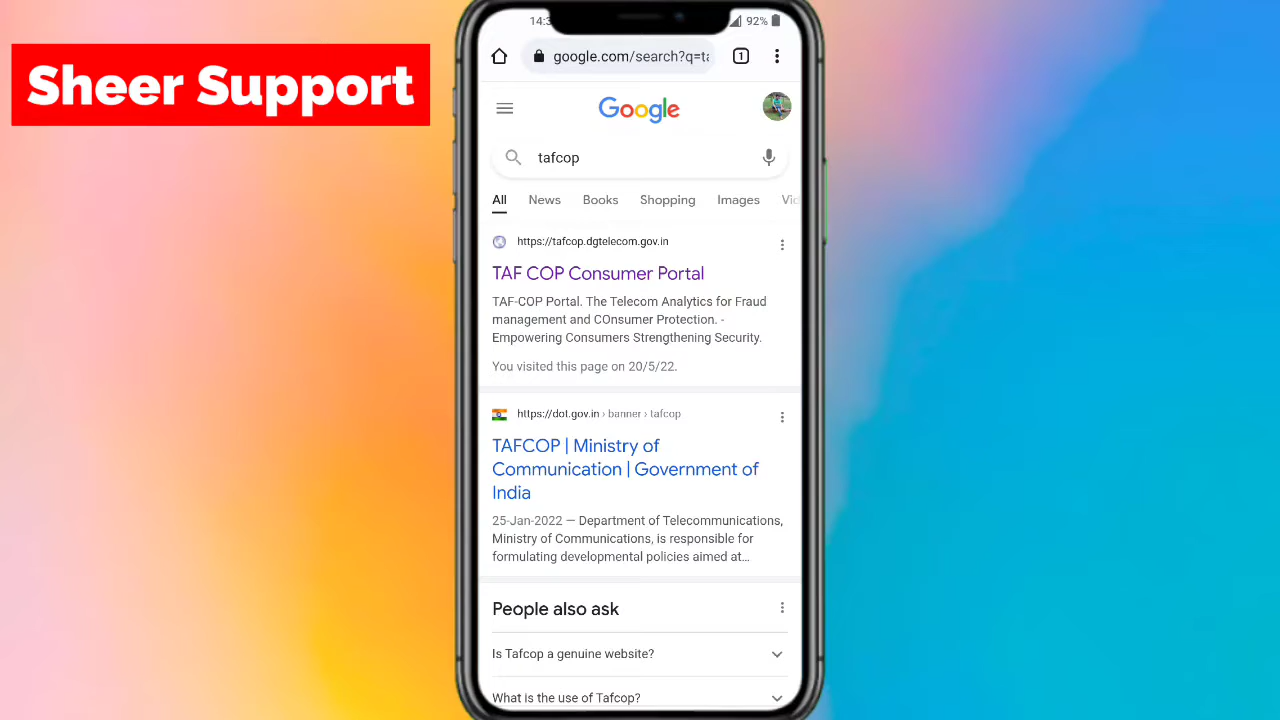 Sheer Support
92%
google.com/search?q=ta
1
Google
tafcop
All News Books Shopping Images
https://tafcop.dgtelecom.gov.in
TAF COP Consumer Portal
TAF-COP Portal. The Telecom Analytics for Fraud
management and COnsumer Protection. -
Empowering Consumers Strengthening Security.
You visited this page on 20/5/22.
https://dot.gov.in › banner › tafcop
TAFCOP | Ministry of
Communication | Government of
India
25-Jan-2022 — Department of Telecommunications,
Ministry of Communications, is responsible for
formulating developmental policies aimed at…
People also ask
Is Tafcop a genuine website?
What is the use of Tafcop?